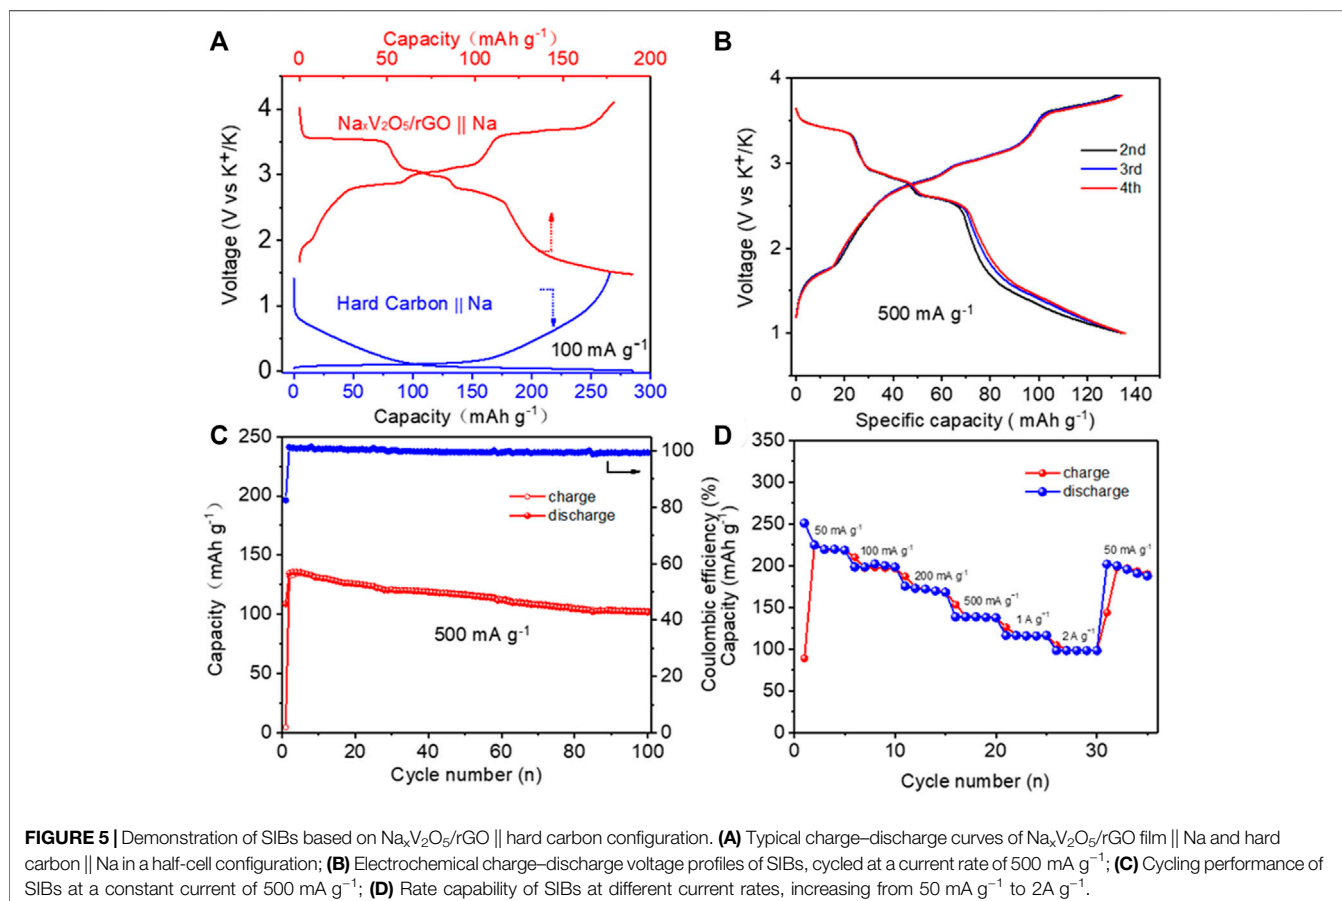 A
Capacity（mAh g⁻¹）
0 50 100 150 200
4
3
2
1
0
Voltage (V vs K⁺/K)
NaₓV₂O₅/rGO || Na
Hard Carbon || Na
100 mA g⁻¹
0 50 100 150 200 250 300
Capacity（mAh g⁻¹）
B
4
3
2
1
Voltage (V vs K⁺/K)
2nd
3rd
4th
500 mA g⁻¹
0 20 40 60 80 100 120 140
Specific capacity ( mAh g⁻¹)
C
250
200
150
100
50
0
Capacity（mAh g⁻¹）
charge
discharge
500 mA g⁻¹
100
80
60
40
20
0
Coulombic efficiency (%)
0 20 40 60 80 100
Cycle number (n)
D
350
300
250
200
150
100
50
0
Capacity (mAh g⁻¹)
charge
discharge
50 mA g⁻¹
100 mA g⁻¹
200 mA g⁻¹
500 mA g⁻¹
1 A g⁻¹
2 A g⁻¹
50 mA g⁻¹
0 10 20 30
Cycle number (n)
FIGURE 5 | Demonstration of SIBs based on NaₓV₂O₅/rGO || hard carbon configuration. (A) Typical charge–discharge curves of NaₓV₂O₅/rGO film || Na and hard
carbon || Na in a half-cell configuration; (B) Electrochemical charge–discharge voltage profiles of SIBs, cycled at a current rate of 500 mA g⁻¹; (C) Cycling performance of
SIBs at a constant current of 500 mA g⁻¹; (D) Rate capability of SIBs at different current rates, increasing from 50 mA g⁻¹ to 2A g⁻¹.